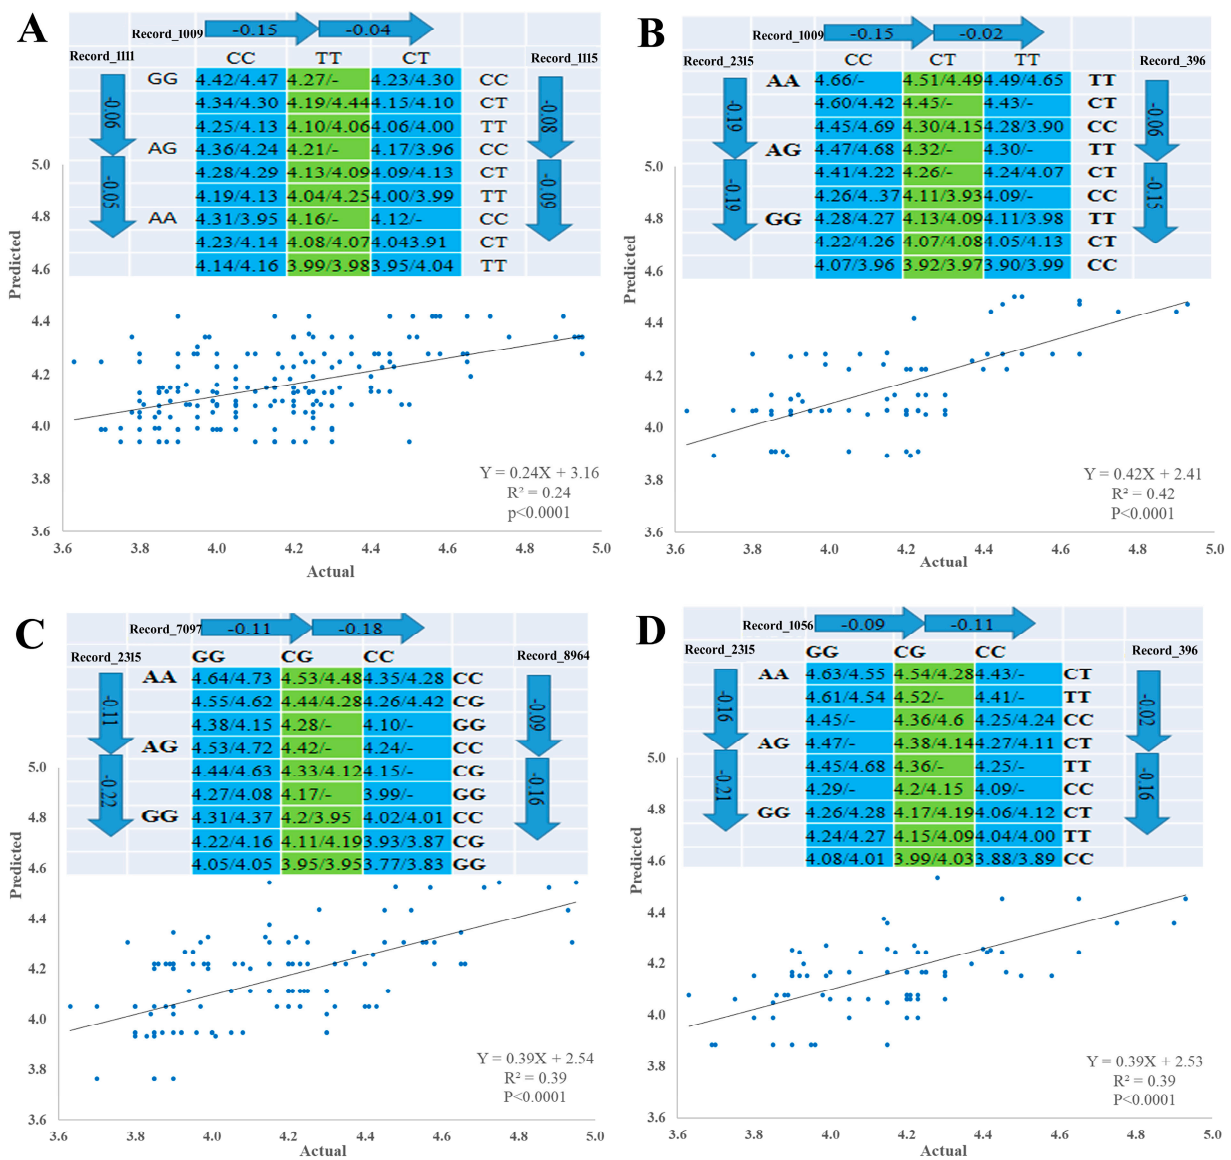 A
Record_1009 -0.15 -0.04
Record_1111 Record_1115
CC TT CT
GG 4.42/4.47 4.27/- 4.23/4.30 CC
4.34/4.30 4.19/4.44 4.15/4.10 CT
4.25/4.13 4.10/4.06 4.06/4.00 TT
AG 4.36/4.24 4.21/- 4.17/3.96 CC
4.28/4.29 4.13/4.09 4.09/4.13 CT
4.19/4.13 4.04/4.25 4.00/3.99 TT
AA 4.31/3.95 4.16/- 4.12/- CC
4.23/4.14 4.08/4.07 4.043.91 CT
4.14/4.16 3.99/3.98 3.95/4.04 TT
-0.06
-0.05
-0.08
-0.09
Predicted
5.0
4.8
4.6
4.4
4.2
4.0
3.8
3.6
Y = 0.24X + 3.16
R² = 0.24
p<0.0001
3.6 3.8 4.0 4.2 4.4 4.6 4.8 5.0
Actual
B
Record_1009 -0.15 -0.02
Record_2315 Record_396
CC CT TT
AA 4.66/- 4.51/4.49 4.49/4.65 TT
4.60/4.42 4.45/- 4.43/- CT
4.45/4.69 4.30/4.15 4.28/3.90 CC
AG 4.47/4.68 4.32/- 4.30/- TT
4.41/4.22 4.26/- 4.24/4.07 CT
4.26/4..37 4.11/3.93 4.09/- CC
GG 4.28/4.27 4.13/4.09 4.11/3.98 TT
4.22/4.26 4.07/4.08 4.05/4.13 CT
4.07/3.96 3.92/3.97 3.90/3.99 CC
-0.19
-0.19
-0.06
-0.15
Predicted
5.0
4.8
4.6
4.4
4.2
4.0
3.8
3.6
Y = 0.42X + 2.41
R² = 0.42
P<0.0001
3.6 3.8 4.0 4.2 4.4 4.6 4.8 5.0
Actual
C
Record_7097 -0.11 -0.18
Record_2315 Record_8964
GG CG CC
AA 4.64/4.73 4.53/4.48 4.35/4.28 CC
4.55/4.62 4.44/4.28 4.26/4.42 CG
4.38/4.15 4.28/- 4.10/- GG
AG 4.53/4.72 4.42/- 4.24/- CC
4.44/4.63 4.33/4.12 4.15/- CG
4.27/4.08 4.17/- 3.99/- GG
GG 4.31/4.37 4.2/3.95 4.02/4.01 CC
4.22/4.16 4.11/4.19 3.93/3.87 CG
4.05/4.05 3.95/3.95 3.77/3.83 GG
-0.11
-0.22
-0.09
-0.16
Predicted
5.0
4.8
4.6
4.4
4.2
4.0
3.8
3.6
Y = 0.39X + 2.54
R² = 0.39
P<0.0001
3.6 3.8 4.0 4.2 4.4 4.6 4.8 5.0
Actual
D
Record_1056 -0.09 -0.11
Record_2315 Record_396
GG CG CC
AA 4.63/4.55 4.54/4.28 4.43/- CT
4.61/4.54 4.52/- 4.41/- TT
4.45/- 4.36/4.6 4.25/4.24 CC
AG 4.47/- 4.38/4.14 4.27/4.11 CT
4.45/4.68 4.36/- 4.25/- TT
4.29/- 4.2/4.15 4.09/- CC
GG 4.26/4.28 4.17/4.19 4.06/4.12 CT
4.24/4.27 4.15/4.09 4.04/4.00 TT
4.08/4.01 3.99/4.03 3.88/3.89 CC
-0.16
-0.21
-0.02
-0.16
Predicted
5.0
4.8
4.6
4.4
4.2
4.0
3.8
3.6
Y = 0.39X + 2.53
R² = 0.39
P<0.0001
3.6 3.8 4.0 4.2 4.4 4.6 4.8 5.0
Actual